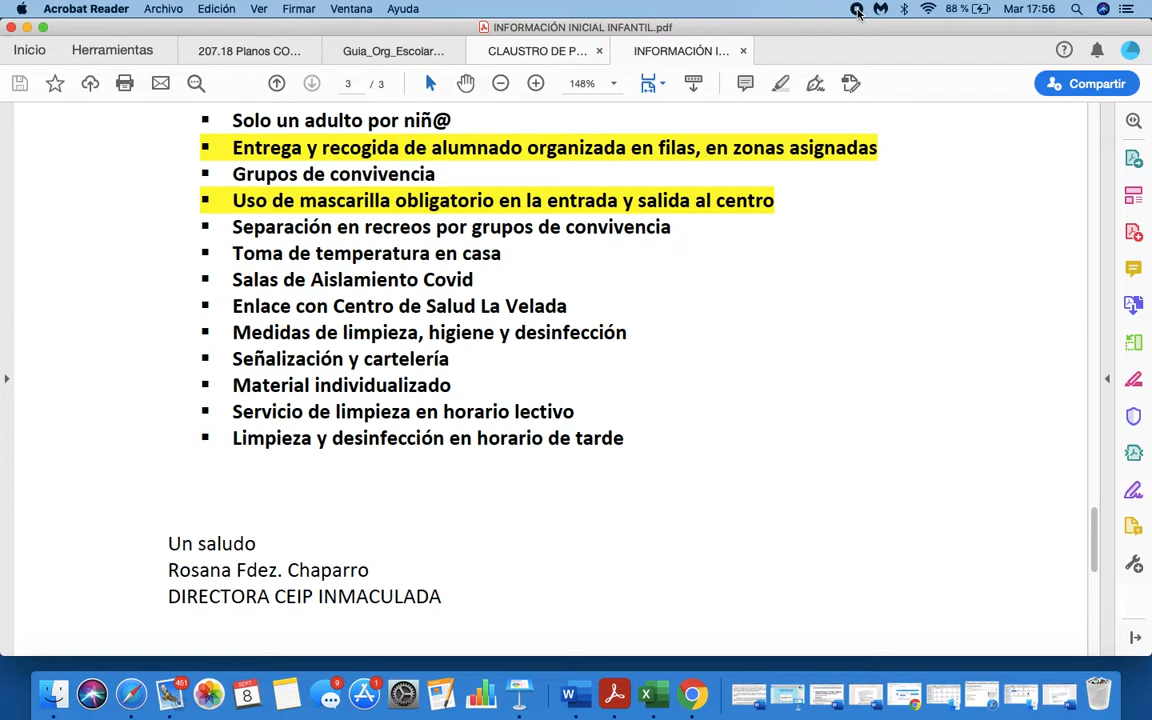 Acrobat Reader Archivo Edición Ver Firmar Ventana Ayuda 88 % Mar 17:56
INFORMACIÓN INICIAL INFANTIL.pdf
Inicio Herramientas 207.18 Planos CO... Guia_Org_Escolar... CLAUSTRO DE P... × INFORMACIÓN I... ×
3 / 3 148% Compartir
▪ Solo un adulto por niñ@
▪ Entrega y recogida de alumnado organizada en filas, en zonas asignadas
▪ Grupos de convivencia
▪ Uso de mascarilla obligatorio en la entrada y salida al centro
▪ Separación en recreos por grupos de convivencia
▪ Toma de temperatura en casa
▪ Salas de Aislamiento Covid
▪ Enlace con Centro de Salud La Velada
▪ Medidas de limpieza, higiene y desinfección
▪ Señalización y cartelería
▪ Material individualizado
▪ Servicio de limpieza en horario lectivo
▪ Limpieza y desinfección en horario de tarde
Un saludo
Rosana Fdez. Chaparro
DIRECTORA CEIP INMACULADA
451 SEPT 8 9 1 W X